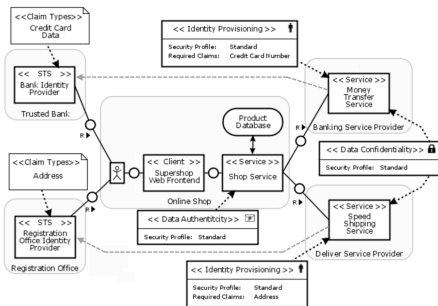 <<Claim Types>>
Credit Card
Data
<< Identity Provisioning >>
Security Profile: Standard
Required Claims: Credit Card Number
<< STS >>
Bank Identity
Provider
Trusted Bank
R
<< Service >>
Money
Transfer
Service
Banking Service Provider
R
Product
Database
<<Claim Types>>
Address
<< Client >>
Supershop
Web Frontend
<< Service >>
Shop Service
Online Shop
<< Data Confidentiality >>
Security Profile: Standard
R
<< STS >>
Registration
Office Identity
Provider
Registration Office
<< Data Authentitcity>>
Security Profile: Standard
R
<< Service >>
Speed
Shipping
Service
Deliver Service Provider
<< Identity Provisioning >>
Security Profile: Standard
Required Claims: Address